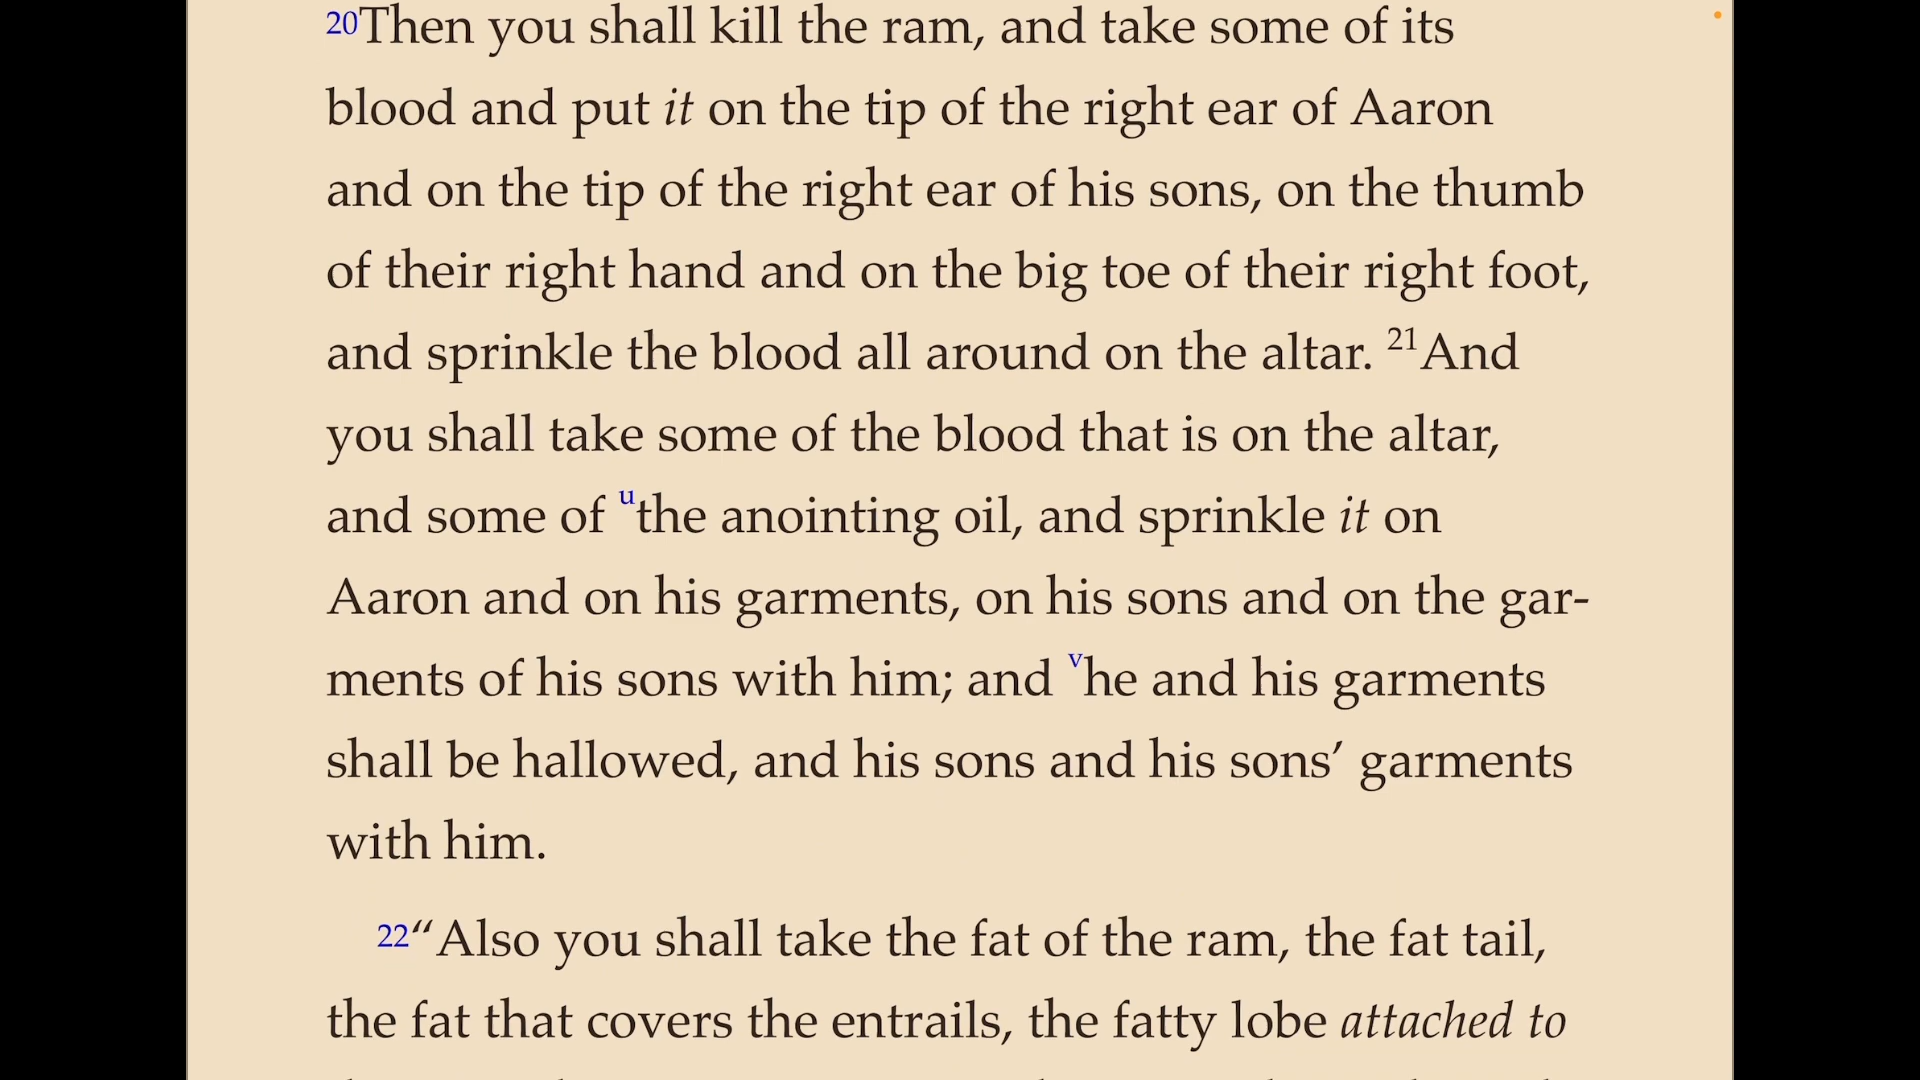 20Then you shall kill the ram, and take some of its
blood and put it on the tip of the right ear of Aaron
and on the tip of the right ear of his sons, on the thumb
of their right hand and on the big toe of their right foot,
and sprinkle the blood all around on the altar. 21And
you shall take some of the blood that is on the altar,
and some of uthe anointing oil, and sprinkle it on
Aaron and on his garments, on his sons and on the gar-
ments of his sons with him; and vhe and his garments
shall be hallowed, and his sons and his sons’ garments
with him.
22“Also you shall take the fat of the ram, the fat tail,
the fat that covers the entrails, the fatty lobe attached to